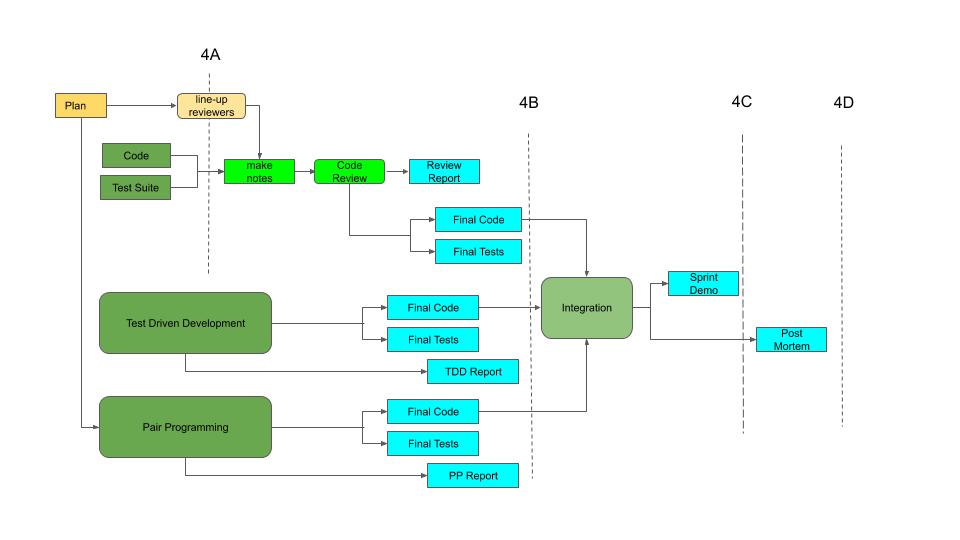 4A
4B
4C
4D
Plan
line-up
reviewers
Code
Test Suite
make
notes
Code
Review
Review
Report
Final Code
Final Tests
Test Driven Development
Final Code
Final Tests
TDD Report
Integration
Sprint
Demo
Post
Mortem
Pair Programming
Final Code
Final Tests
PP Report